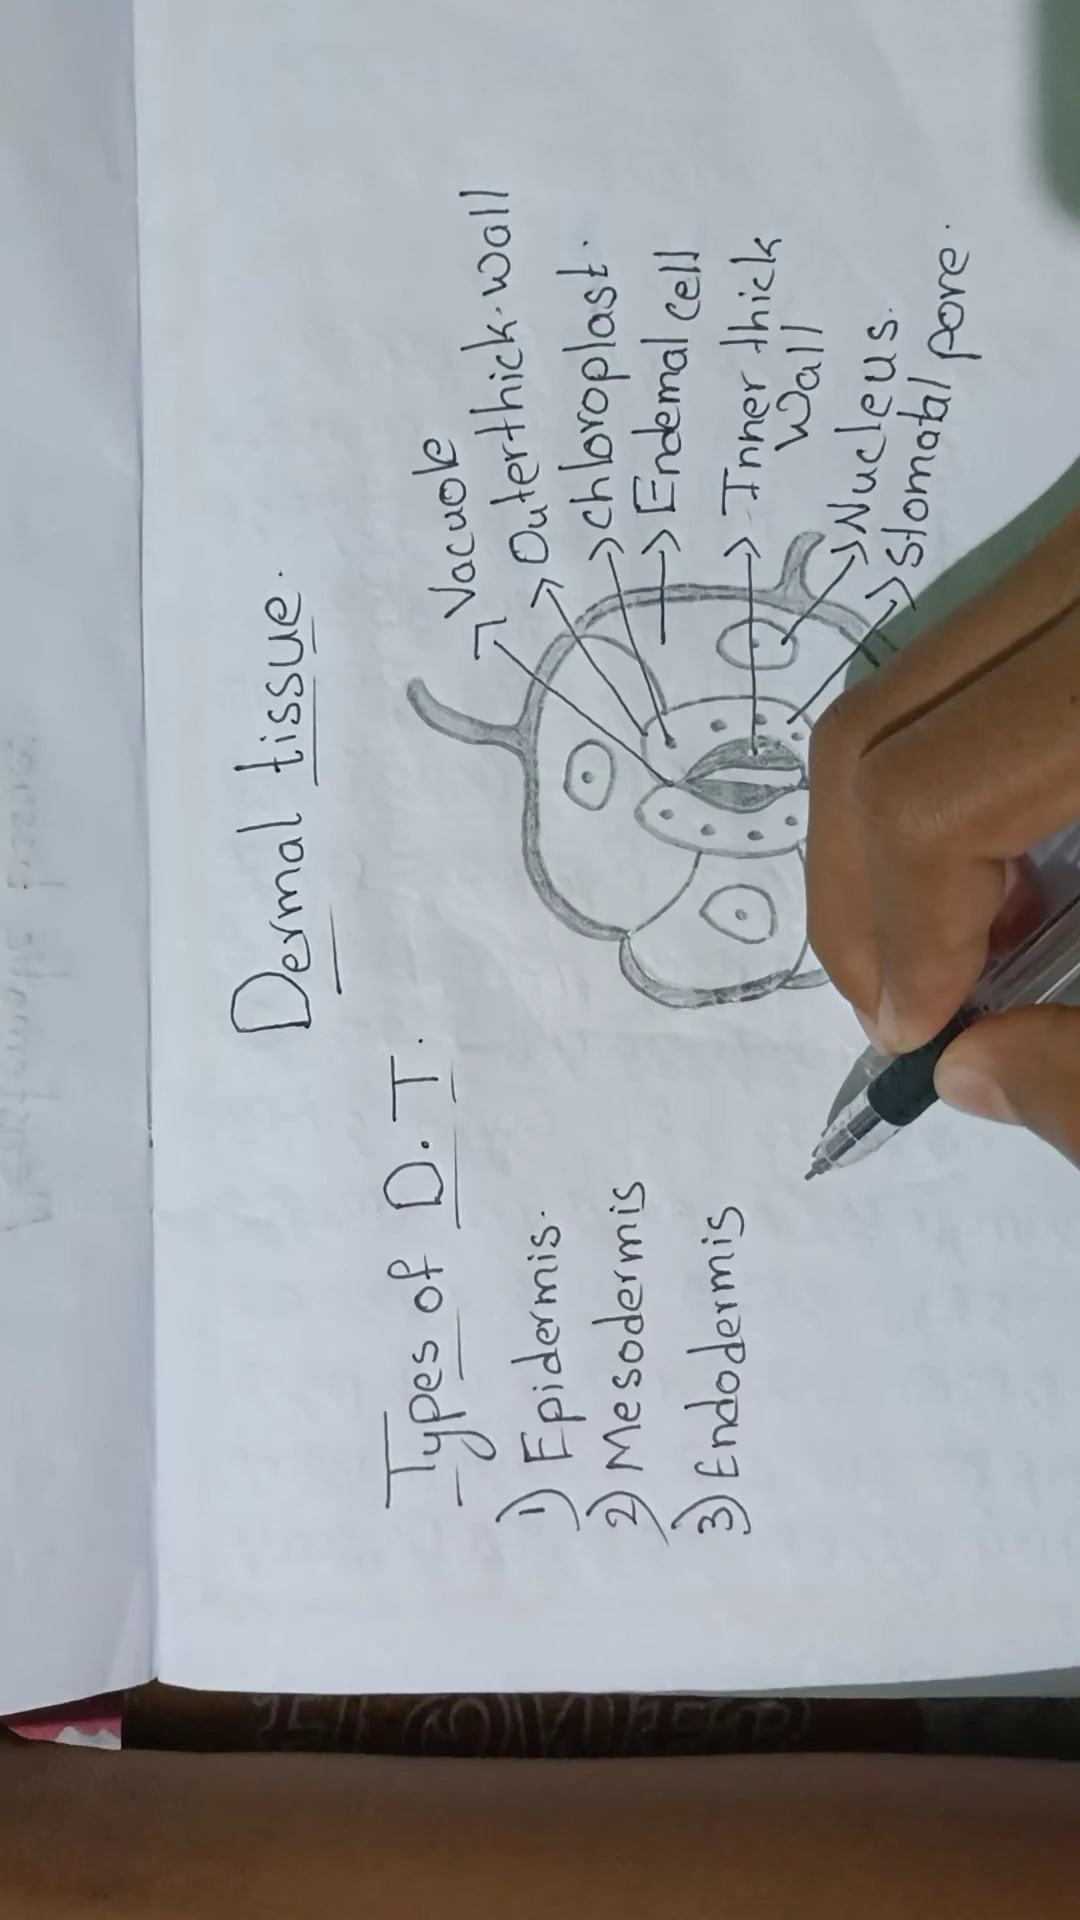 Dermal tissue.
Types of D.T.
1) Epidermis.
2) Mesodermis
3) Endodermis
Vacuole
Outerthick-wall
chloroplast.
Endemal cell
Inner thick
Wall
Nucleus.
Stomatal pore.